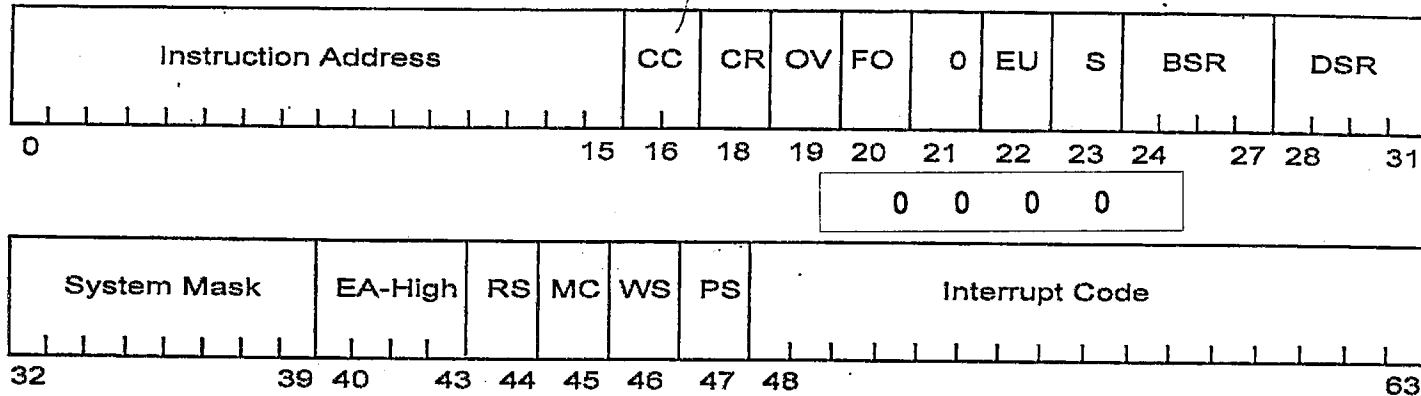 Instruction Address CC CR OV FO 0 EU S BSR DSR
0 15 16 18 19 20 21 22 23 24 27 28 31
0 0 0 0
System Mask EA-High RS MC WS PS Interrupt Code
32 39 40 43 44 45 46 47 48 63